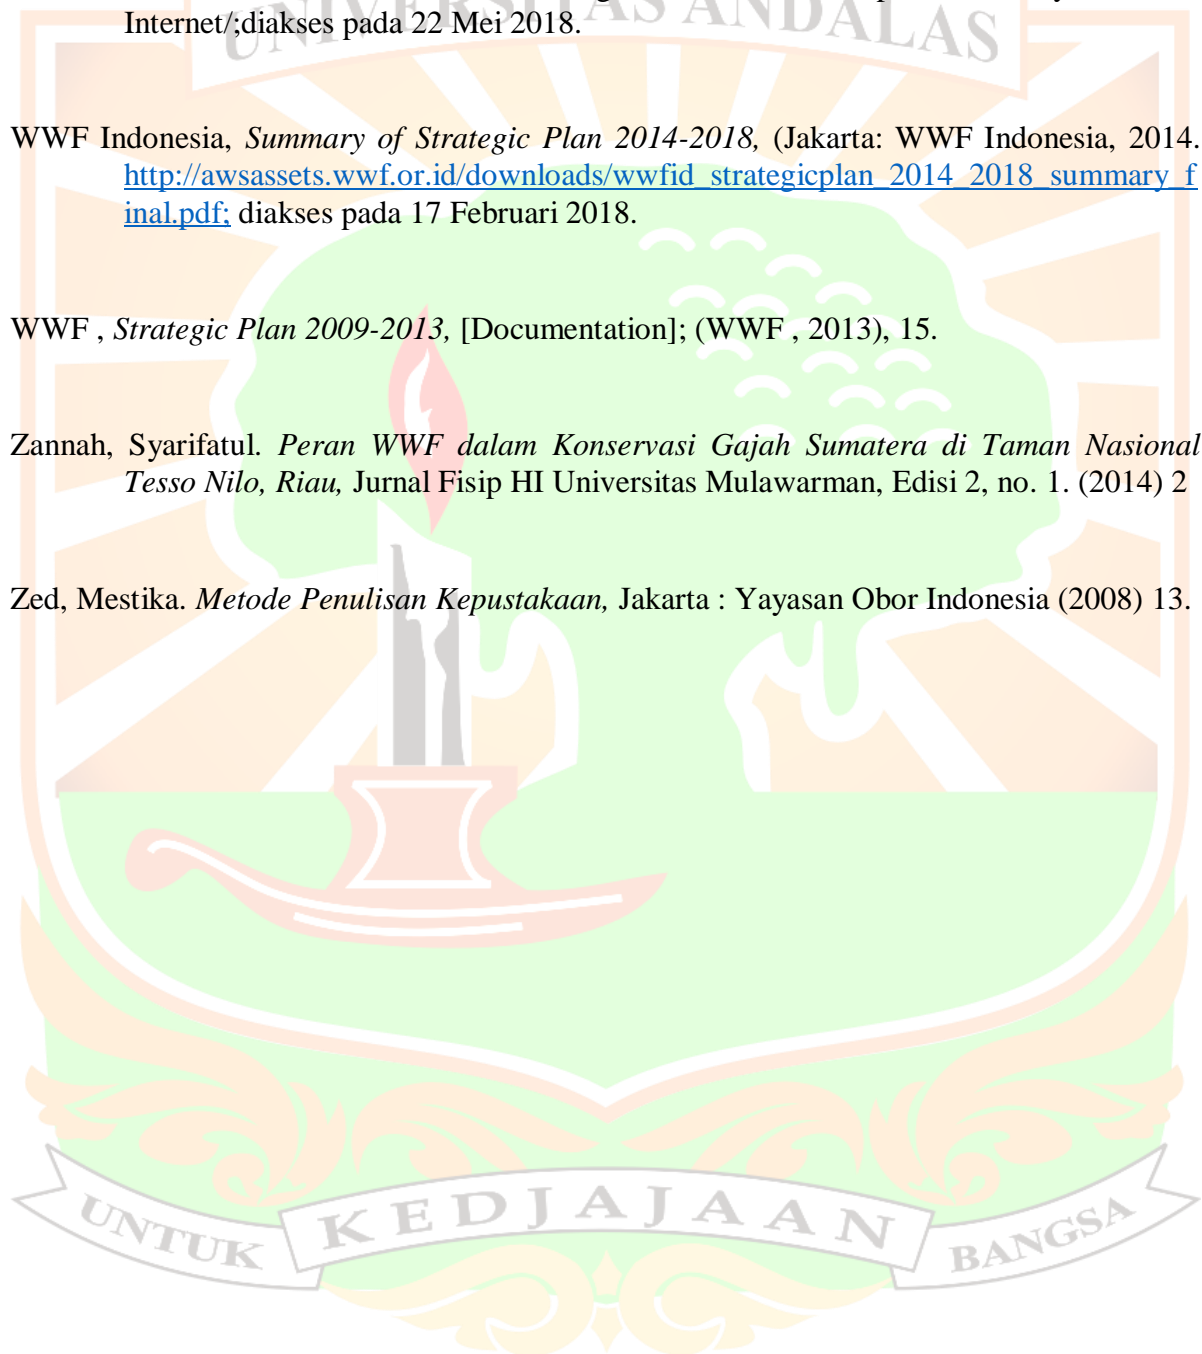 UNIVERSITAS ANDALAS
Internet/;diakses pada 22 Mei 2018.
WWF Indonesia, Summary of Strategic Plan 2014-2018, (Jakarta: WWF Indonesia, 2014.
http://awsassets.wwf.or.id/downloads/wwfid_strategicplan_2014_2018_summary_f
inal.pdf; diakses pada 17 Februari 2018.
WWF , Strategic Plan 2009-2013, [Documentation]; (WWF , 2013), 15.
Zannah, Syarifatul. Peran WWF dalam Konservasi Gajah Sumatera di Taman Nasional
Tesso Nilo, Riau, Jurnal Fisip HI Universitas Mulawarman, Edisi 2, no. 1. (2014) 2
Zed, Mestika. Metode Penulisan Kepustakaan, Jakarta : Yayasan Obor Indonesia (2008) 13.
UNTUK KEDJAJAAN BANGSA